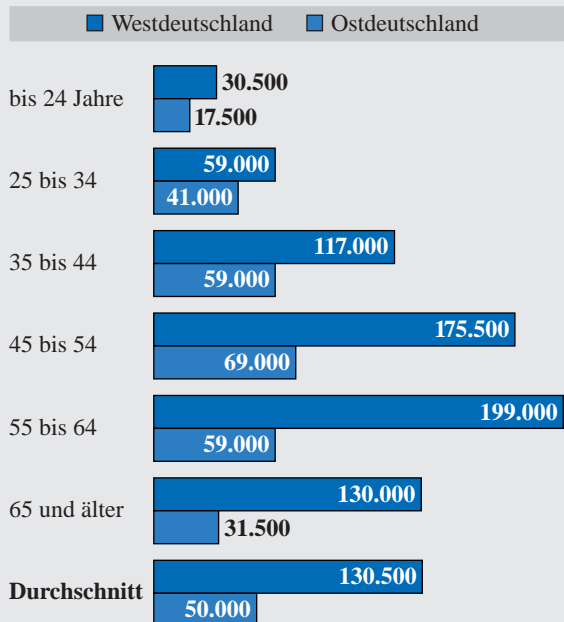 Westdeutschland Ostdeutschland
bis 24 Jahre
30.500
17.500
25 bis 34
59.000
41.000
35 bis 44
117.000
59.000
45 bis 54
175.500
69.000
55 bis 64
199.000
59.000
65 und älter
130.000
31.500
Durchschnitt
130.500
50.000